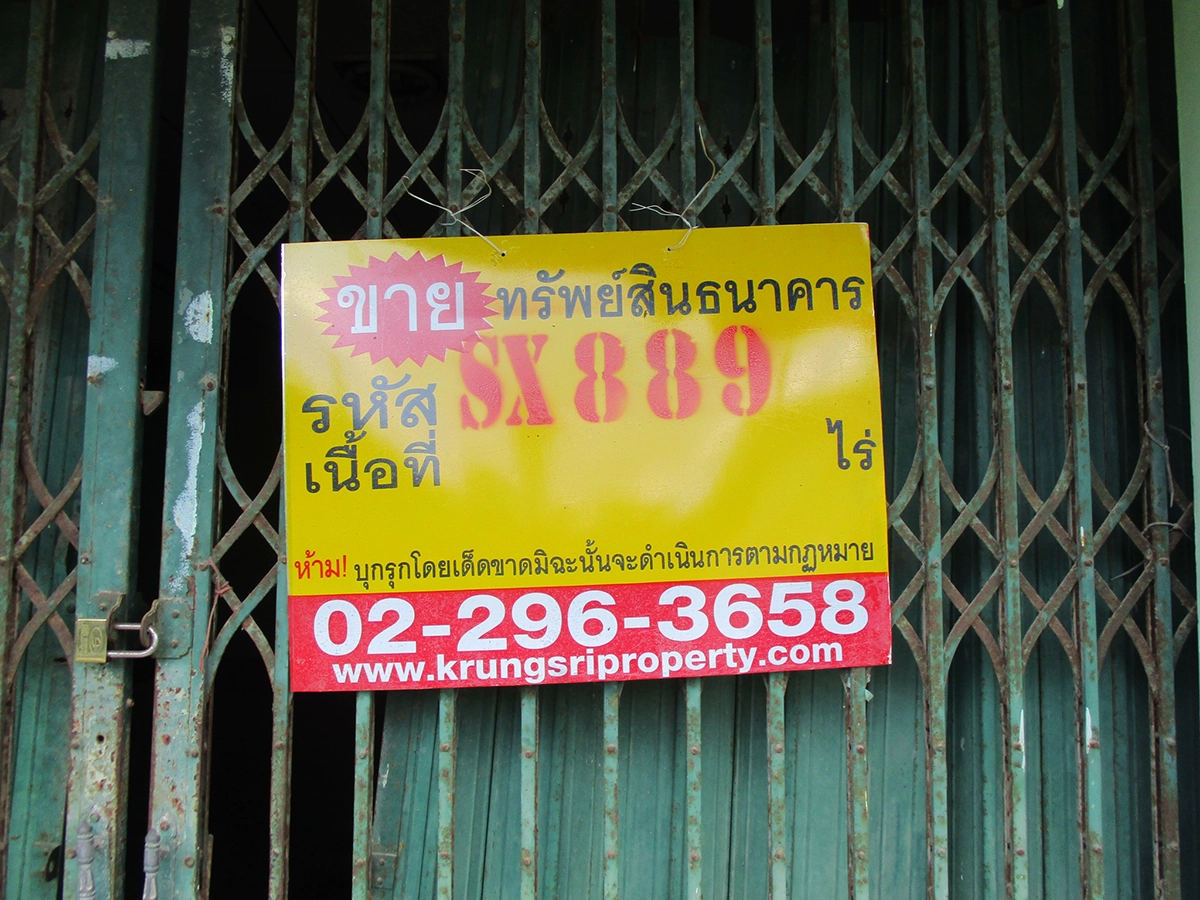 ขาย ทรัพย์สินธนาคาร
รหัส SX 889
เนื้อที่ ไร่
ห้าม! บุกรุกโดยเด็ดขาดมิฉะนั้นจะดำเนินการตามกฎหมาย
02-296-3658
www.krungsriproperty.com